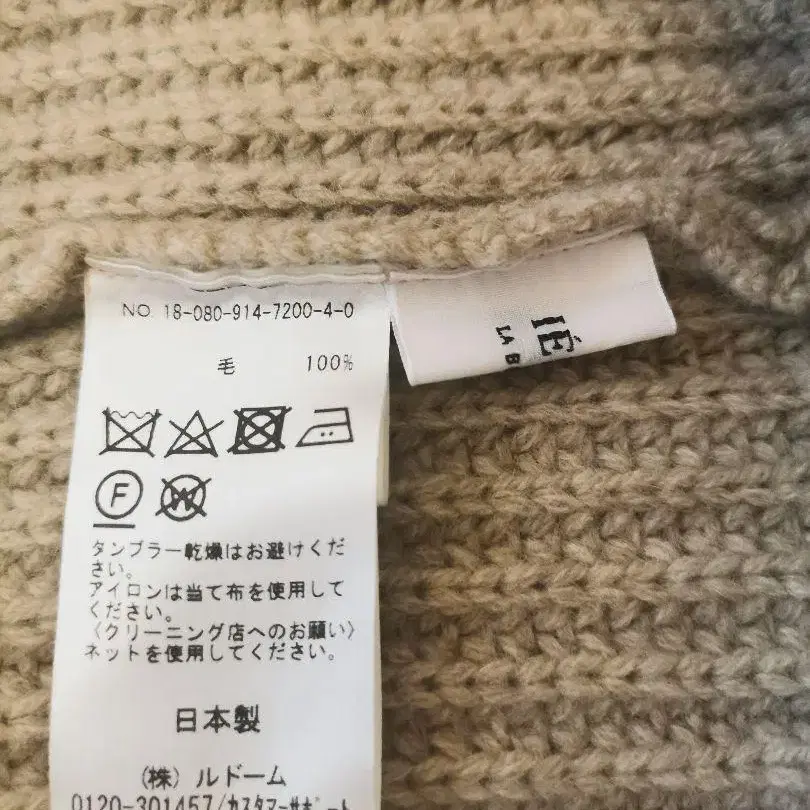 NO. 18-080-914-7200-4-0
毛 100%
F
W
タンブラー乾燥はお避けくだ
さい。
アイロンは当て布を使用して
ください。
〈クリーニング店へのお願い〉
ネットを使用してください。
日本製
(株) ルドーム
0120-301457/カスタマーサポート
IÉ
LA